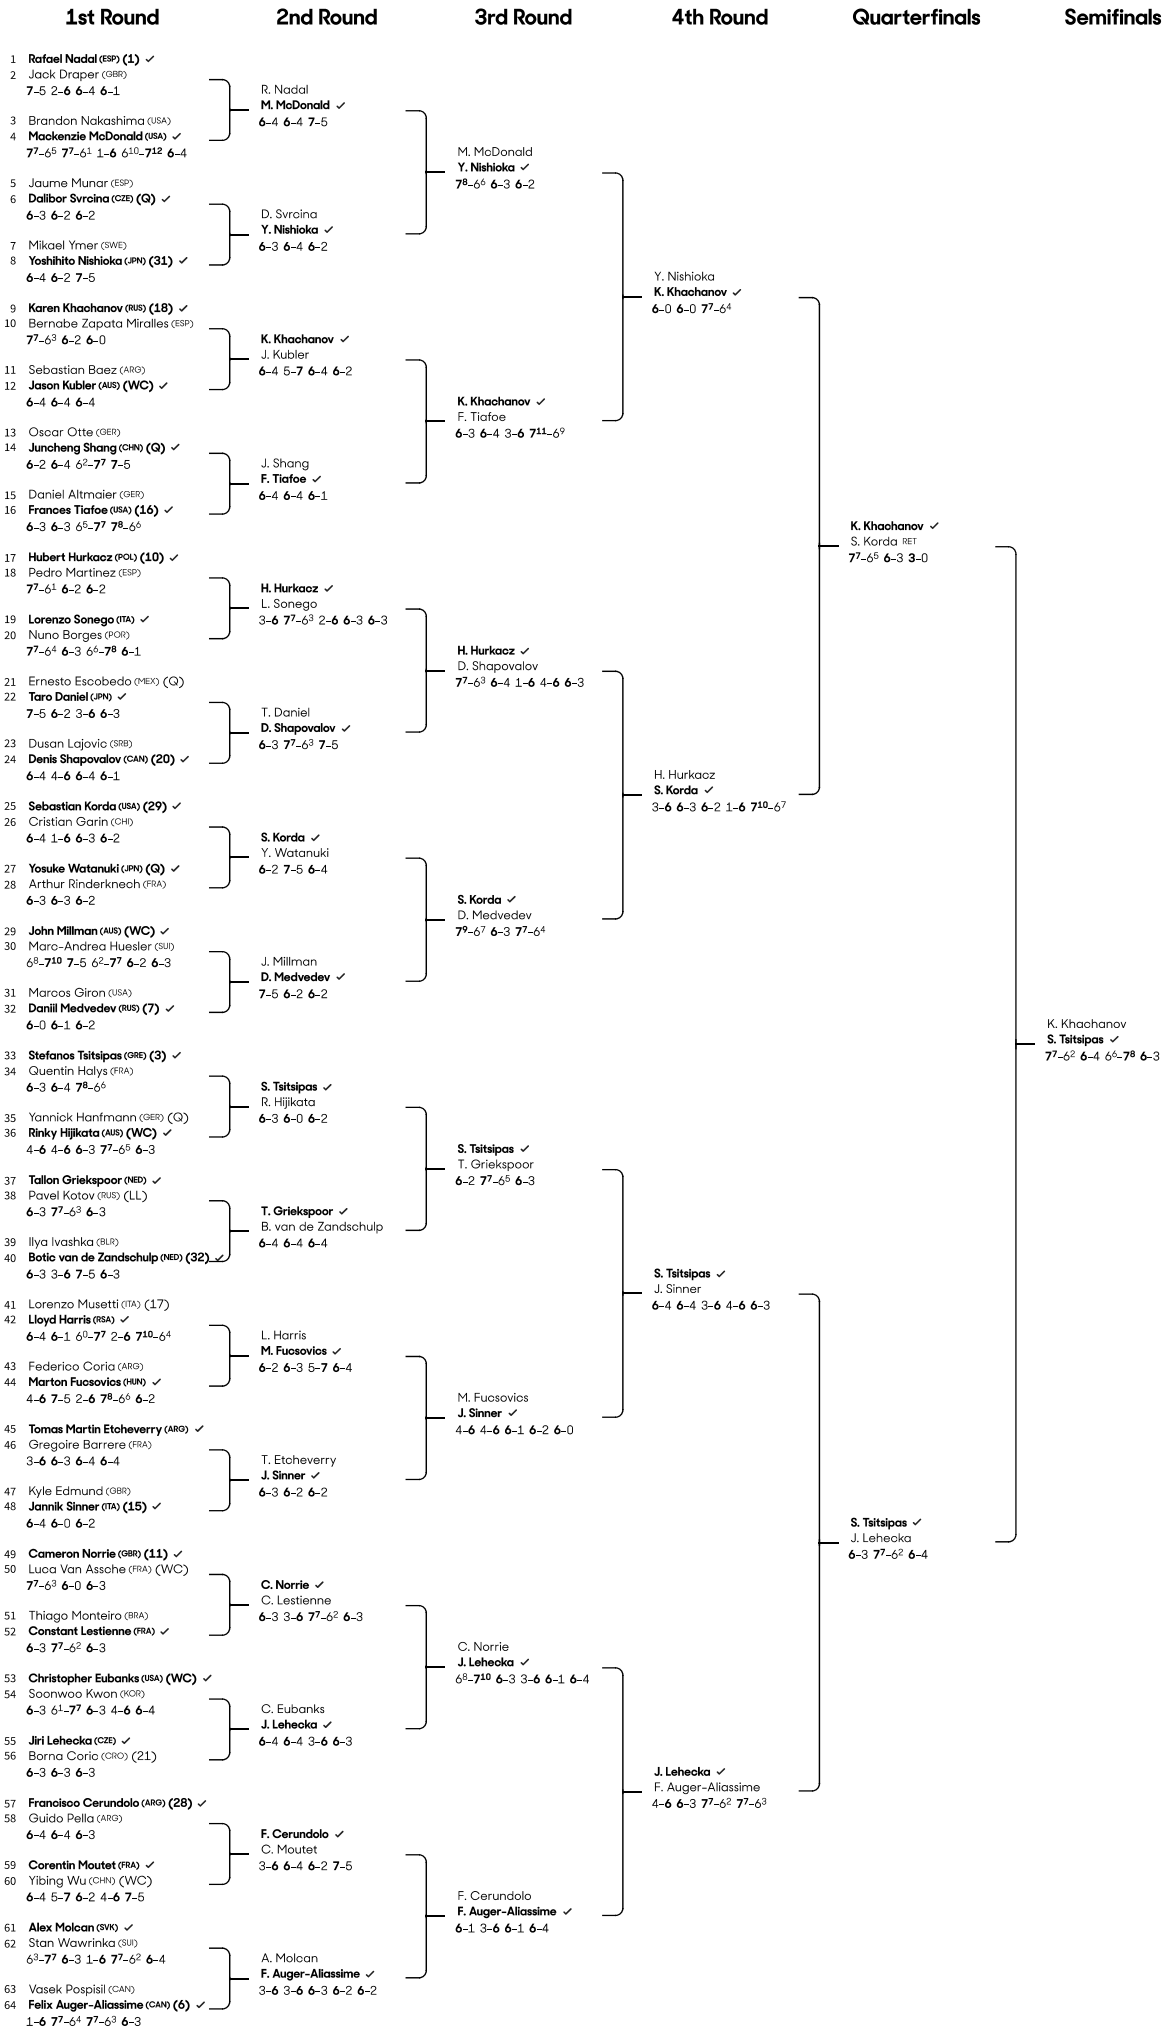 1st Round
2nd Round
3rd Round
4th Round
Quarterfinals
Semifinals
1 Rafael Nadal (ESP) (1) ✓
2 Jack Draper (GBR)
7–5 2–6 6–4 6–1
3 Brandon Nakashima (USA)
4 Mackenzie McDonald (USA) ✓
7⁷–6⁵ 7⁷–6¹ 1–6 6¹⁰–7¹² 6–4
5 Jaume Munar (ESP)
6 Dalibor Svrcina (CZE) (Q) ✓
6–3 6–2 6–2
7 Mikael Ymer (SWE)
8 Yoshihito Nishioka (JPN) (31) ✓
6–4 6–2 7–5
9 Karen Khachanov (RUS) (18) ✓
10 Bernabe Zapata Miralles (ESP)
7⁷–6³ 6–2 6–0
11 Sebastian Baez (ARG)
12 Jason Kubler (AUS) (WC) ✓
6–4 6–4 6–4
13 Oscar Otte (GER)
14 Juncheng Shang (CHN) (Q) ✓
6–2 6–4 6²–7⁷ 7–5
15 Daniel Altmaier (GER)
16 Frances Tiafoe (USA) (16) ✓
6–3 6–3 6⁵–7⁷ 7⁸–6⁶
17 Hubert Hurkacz (POL) (10) ✓
18 Pedro Martinez (ESP)
7⁷–6¹ 6–2 6–2
19 Lorenzo Sonego (ITA) ✓
20 Nuno Borges (POR)
7⁷–6⁴ 6–3 6⁶–7⁸ 6–1
21 Ernesto Escobedo (MEX) (Q)
22 Taro Daniel (JPN) ✓
7–5 6–2 3–6 6–3
23 Dusan Lajovic (SRB)
24 Denis Shapovalov (CAN) (20) ✓
6–4 4–6 6–4 6–1
25 Sebastian Korda (USA) (29) ✓
26 Cristian Garin (CHI)
6–4 1–6 6–3 6–2
27 Yosuke Watanuki (JPN) (Q) ✓
28 Arthur Rinderknech (FRA)
6–3 6–3 6–2
29 John Millman (AUS) (WC) ✓
30 Marc-Andrea Huesler (SUI)
6⁸–7¹⁰ 7–5 6²–7⁷ 6–2 6–3
31 Marcos Giron (USA)
32 Daniil Medvedev (RUS) (7) ✓
6–0 6–1 6–2
33 Stefanos Tsitsipas (GRE) (3) ✓
34 Quentin Halys (FRA)
6–3 6–4 7⁸–6⁶
35 Yannick Hanfmann (GER) (Q)
36 Rinky Hijikata (AUS) (WC) ✓
4–6 4–6 6–3 7⁷–6⁵ 6–3
37 Tallon Griekspoor (NED) ✓
38 Pavel Kotov (RUS) (LL)
6–3 7⁷–6³ 6–3
39 Ilya Ivashka (BLR)
40 Botic van de Zandschulp (NED) (32) ✓
6–3 3–6 7–5 6–3
41 Lorenzo Musetti (ITA) (17)
42 Lloyd Harris (RSA) ✓
6–4 6–1 6⁰–7⁷ 2–6 7¹⁰–6⁴
43 Federico Coria (ARG)
44 Marton Fucsovics (HUN) ✓
4–6 7–5 2–6 7⁸–6⁶ 6–2
45 Tomas Martin Etcheverry (ARG) ✓
46 Gregoire Barrere (FRA)
3–6 6–3 6–4 6–4
47 Kyle Edmund (GBR)
48 Jannik Sinner (ITA) (15) ✓
6–4 6–0 6–2
49 Cameron Norrie (GBR) (11) ✓
50 Luca Van Assche (FRA) (WC)
7⁷–6³ 6–0 6–3
51 Thiago Monteiro (BRA)
52 Constant Lestienne (FRA) ✓
6–3 7⁷–6² 6–3
53 Christopher Eubanks (USA) (WC) ✓
54 Soonwoo Kwon (KOR)
6–3 6¹–7⁷ 6–3 4–6 6–4
55 Jiri Lehecka (CZE) ✓
56 Borna Coric (CRO) (21)
6–3 6–3 6–3
57 Francisco Cerundolo (ARG) (28) ✓
58 Guido Pella (ARG)
6–4 6–4 6–3
59 Corentin Moutet (FRA) ✓
60 Yibing Wu (CHN) (WC)
6–4 5–7 6–2 4–6 7–5
61 Alex Molcan (SVK) ✓
62 Stan Wawrinka (SUI)
6³–7⁷ 6–3 1–6 7⁷–6² 6–4
63 Vasek Pospisil (CAN)
64 Felix Auger-Aliassime (CAN) (6) ✓
1–6 7⁷–6⁴ 7⁷–6³ 6–3
R. Nadal
M. McDonald ✓
6–4 6–4 7–5
D. Svrcina
Y. Nishioka ✓
6–3 6–4 6–2
K. Khachanov ✓
J. Kubler
6–4 5–7 6–4 6–2
J. Shang
F. Tiafoe ✓
6–4 6–4 6–1
H. Hurkacz ✓
L. Sonego
3–6 7⁷–6³ 2–6 6–3 6–3
T. Daniel
D. Shapovalov ✓
6–3 7⁷–6³ 7–5
S. Korda ✓
Y. Watanuki
6–2 7–5 6–4
J. Millman
D. Medvedev ✓
7–5 6–2 6–2
S. Tsitsipas ✓
R. Hijikata
6–3 6–0 6–2
T. Griekspoor ✓
B. van de Zandschulp
6–4 6–4 6–4
L. Harris
M. Fucsovics ✓
6–2 6–3 5–7 6–4
T. Etcheverry
J. Sinner ✓
6–3 6–2 6–2
C. Norrie ✓
C. Lestienne
6–3 3–6 7⁷–6² 6–3
C. Eubanks
J. Lehecka ✓
6–4 6–4 3–6 6–3
F. Cerundolo ✓
C. Moutet
3–6 6–4 6–2 7–5
A. Molcan
F. Auger-Aliassime ✓
3–6 3–6 6–3 6–2 6–2
M. McDonald
Y. Nishioka ✓
7⁸–6⁶ 6–3 6–2
K. Khachanov ✓
F. Tiafoe
6–3 6–4 3–6 7¹¹–6⁹
H. Hurkacz ✓
D. Shapovalov
7⁷–6³ 6–4 1–6 4–6 6–3
S. Korda ✓
D. Medvedev
7⁹–6⁷ 6–3 7⁷–6⁴
S. Tsitsipas ✓
T. Griekspoor
6–2 7⁷–6⁵ 6–3
M. Fucsovics
J. Sinner ✓
4–6 4–6 6–1 6–2 6–0
C. Norrie
J. Lehecka ✓
6⁸–7¹⁰ 6–3 3–6 6–1 6–4
F. Cerundolo
F. Auger-Aliassime ✓
6–1 3–6 6–1 6–4
Y. Nishioka
K. Khachanov ✓
6–0 6–0 7⁷–6⁴
H. Hurkacz
S. Korda ✓
3–6 6–3 6–2 1–6 7¹⁰–6⁷
S. Tsitsipas ✓
J. Sinner
6–4 6–4 3–6 4–6 6–3
J. Lehecka ✓
F. Auger-Aliassime
4–6 6–3 7⁷–6² 7⁷–6³
K. Khachanov ✓
S. Korda RET
7⁷–6⁵ 6–3 3–0
S. Tsitsipas ✓
J. Lehecka
6–3 7⁷–6² 6–4
K. Khachanov
S. Tsitsipas ✓
7⁷–6² 6–4 6⁶–7⁸ 6–3